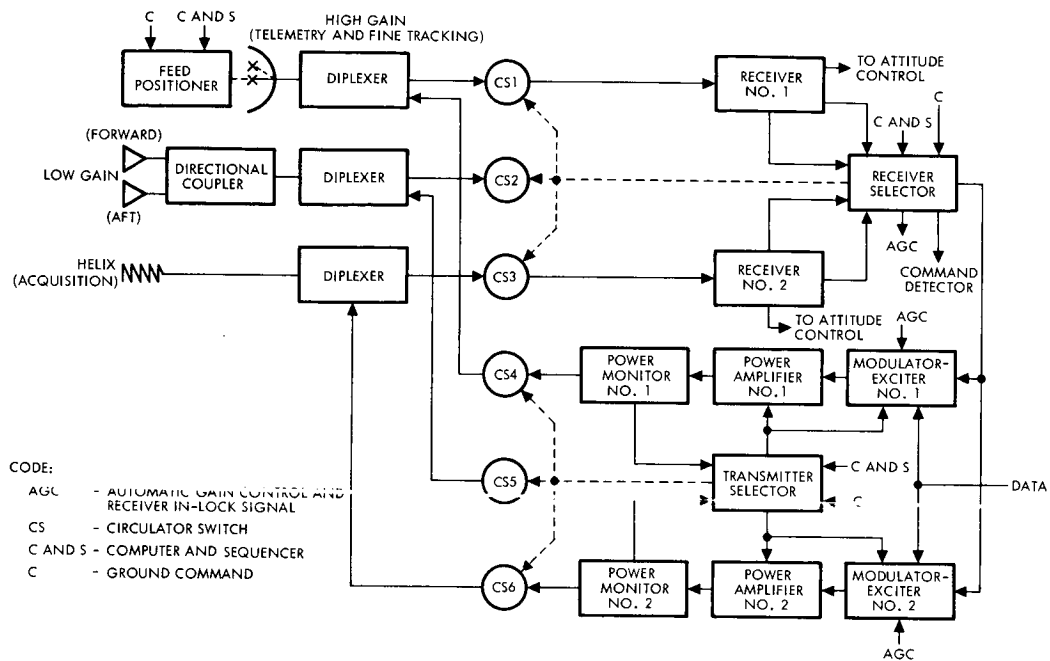 C
C AND S
HIGH GAIN
(TELEMETRY AND FINE TRACKING)
FEED
POSITIONER
DIPLEXER
CS1
RECEIVER
NO. 1
TO ATTITUDE
CONTROL
C AND S
C
(FORWARD)
LOW GAIN
(AFT)
DIRECTIONAL
COUPLER
DIPLEXER
CS2
RECEIVER
SELECTOR
AGC
COMMAND
DETECTOR
HELIX
(ACQUISITION)
DIPLEXER
CS3
RECEIVER
NO. 2
TO ATTITUDE
CONTROL
AGC
CS4
POWER
MONITOR
NO. 1
POWER
AMPLIFIER
NO.1
MODULATOR-
EXCITER
NO. 1
CS5
TRANSMITTER
SELECTOR
C AND S
C
DATA
CS6
POWER
MONITOR
NO. 2
POWER
AMPLIFIER
NO. 2
MODULATOR-
EXCITER
NO. 2
AGC
CODE:
AGC - AUTOMATIC GAIN CONTROL AND
RECEIVER IN-LOCK SIGNAL
CS - CIRCULATOR SWITCH
C AND S - COMPUTER AND SEQUENCER
C - GROUND COMMAND